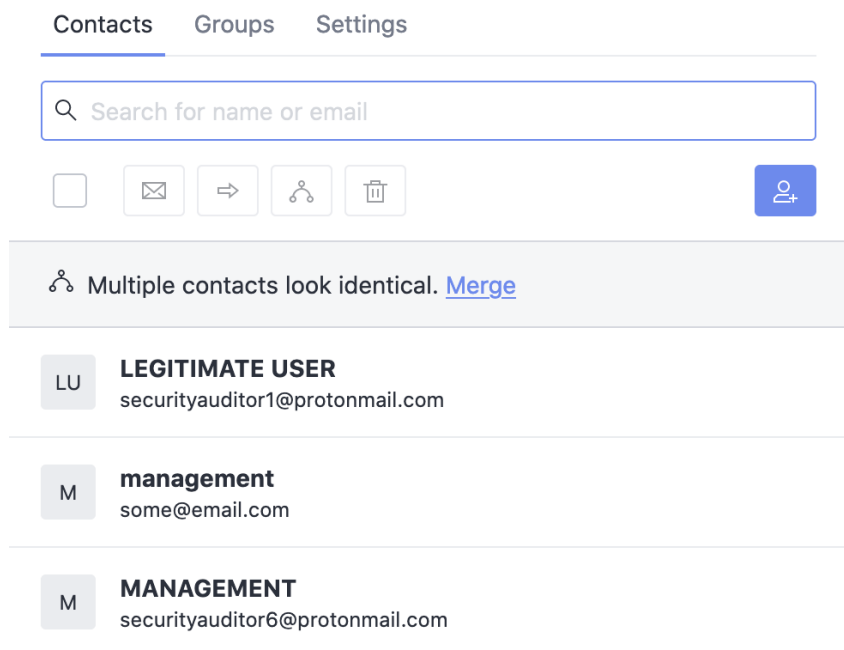 Contacts Groups Settings
Search for name or email
Multiple contacts look identical. Merge
LU
LEGITIMATE USER
securityauditor1@protonmail.com
M
management
some@email.com
M
MANAGEMENT
securityauditor6@protonmail.com